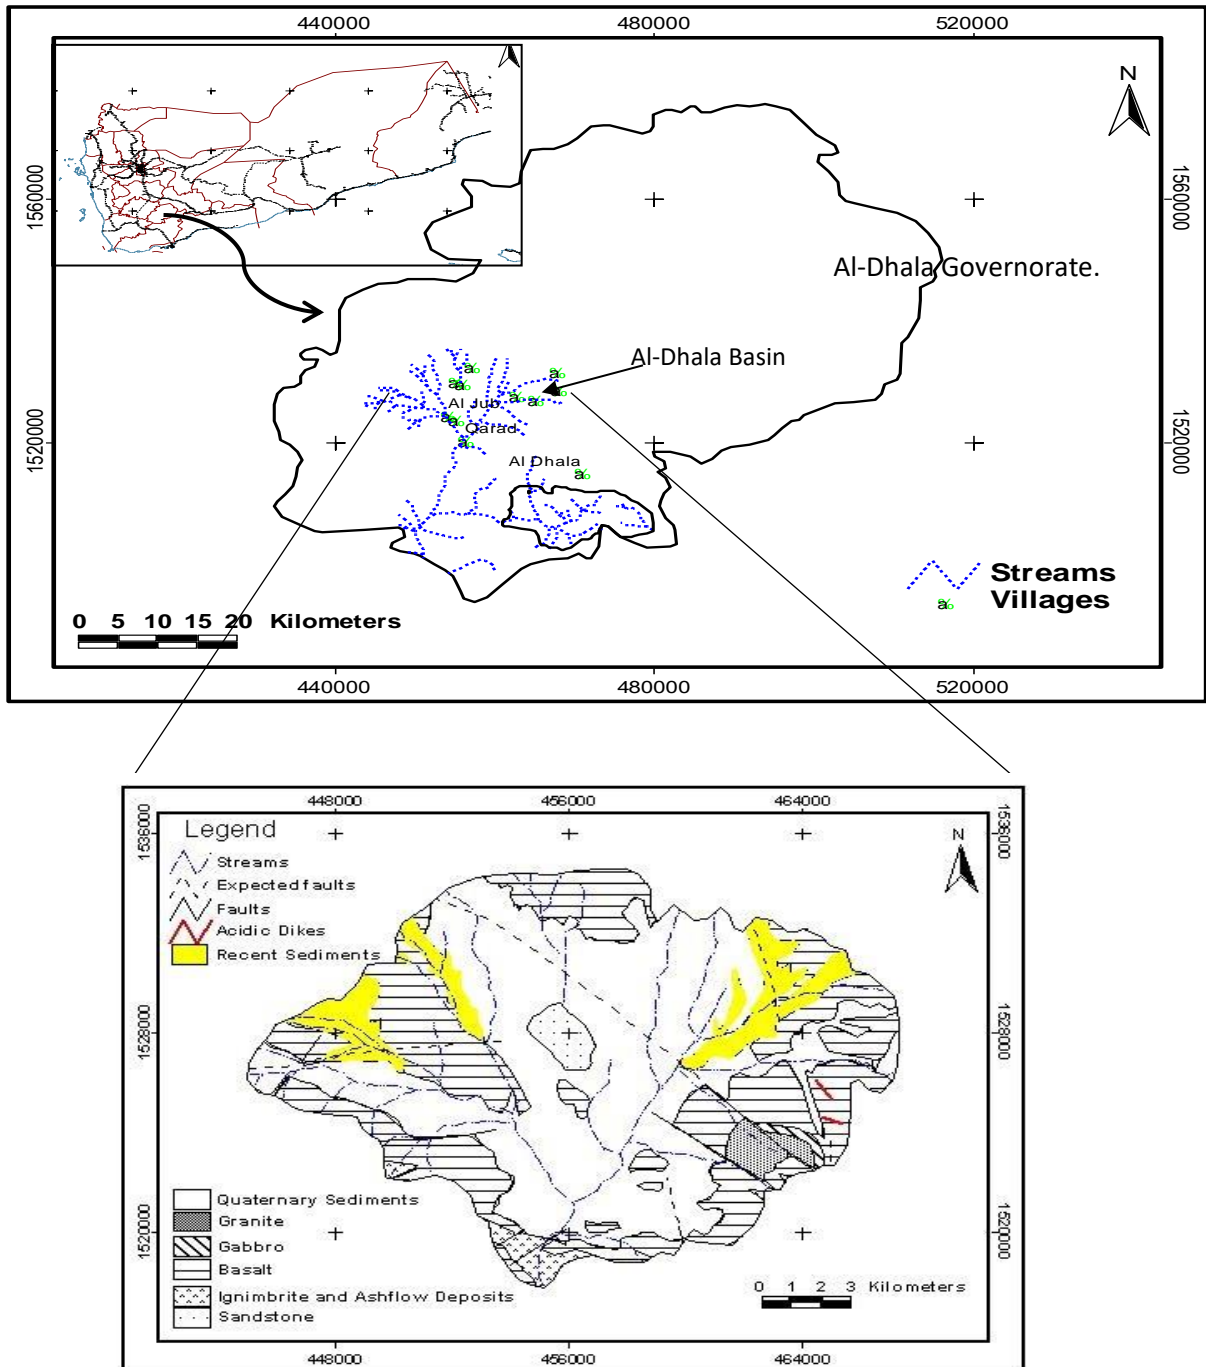 440000 480000 520000
N
1560000 1560000
Al-Dhala Governorate.
Al-Dhala Basin
a%
a% a%
a%
a% a%
Al Jub
a% a%
Qarad
a%
1520000 1520000
Al Dhala
a%
Streams
a% Villages
0 5 10 15 20 Kilometers
440000 480000 520000
448000 456000 464000
1536000 1536000
Legend
N
Streams
Expected faults
Faults
Acidic Dikes
Recent Sediments
1528000 1528000
Quaternary Sediments
Granite
1520000 1520000
Gabbro
Basalt
0 1 2 3 Kilometers
Ignimbrite and Ashflow Deposits
Sandstone
448000 456000 464000